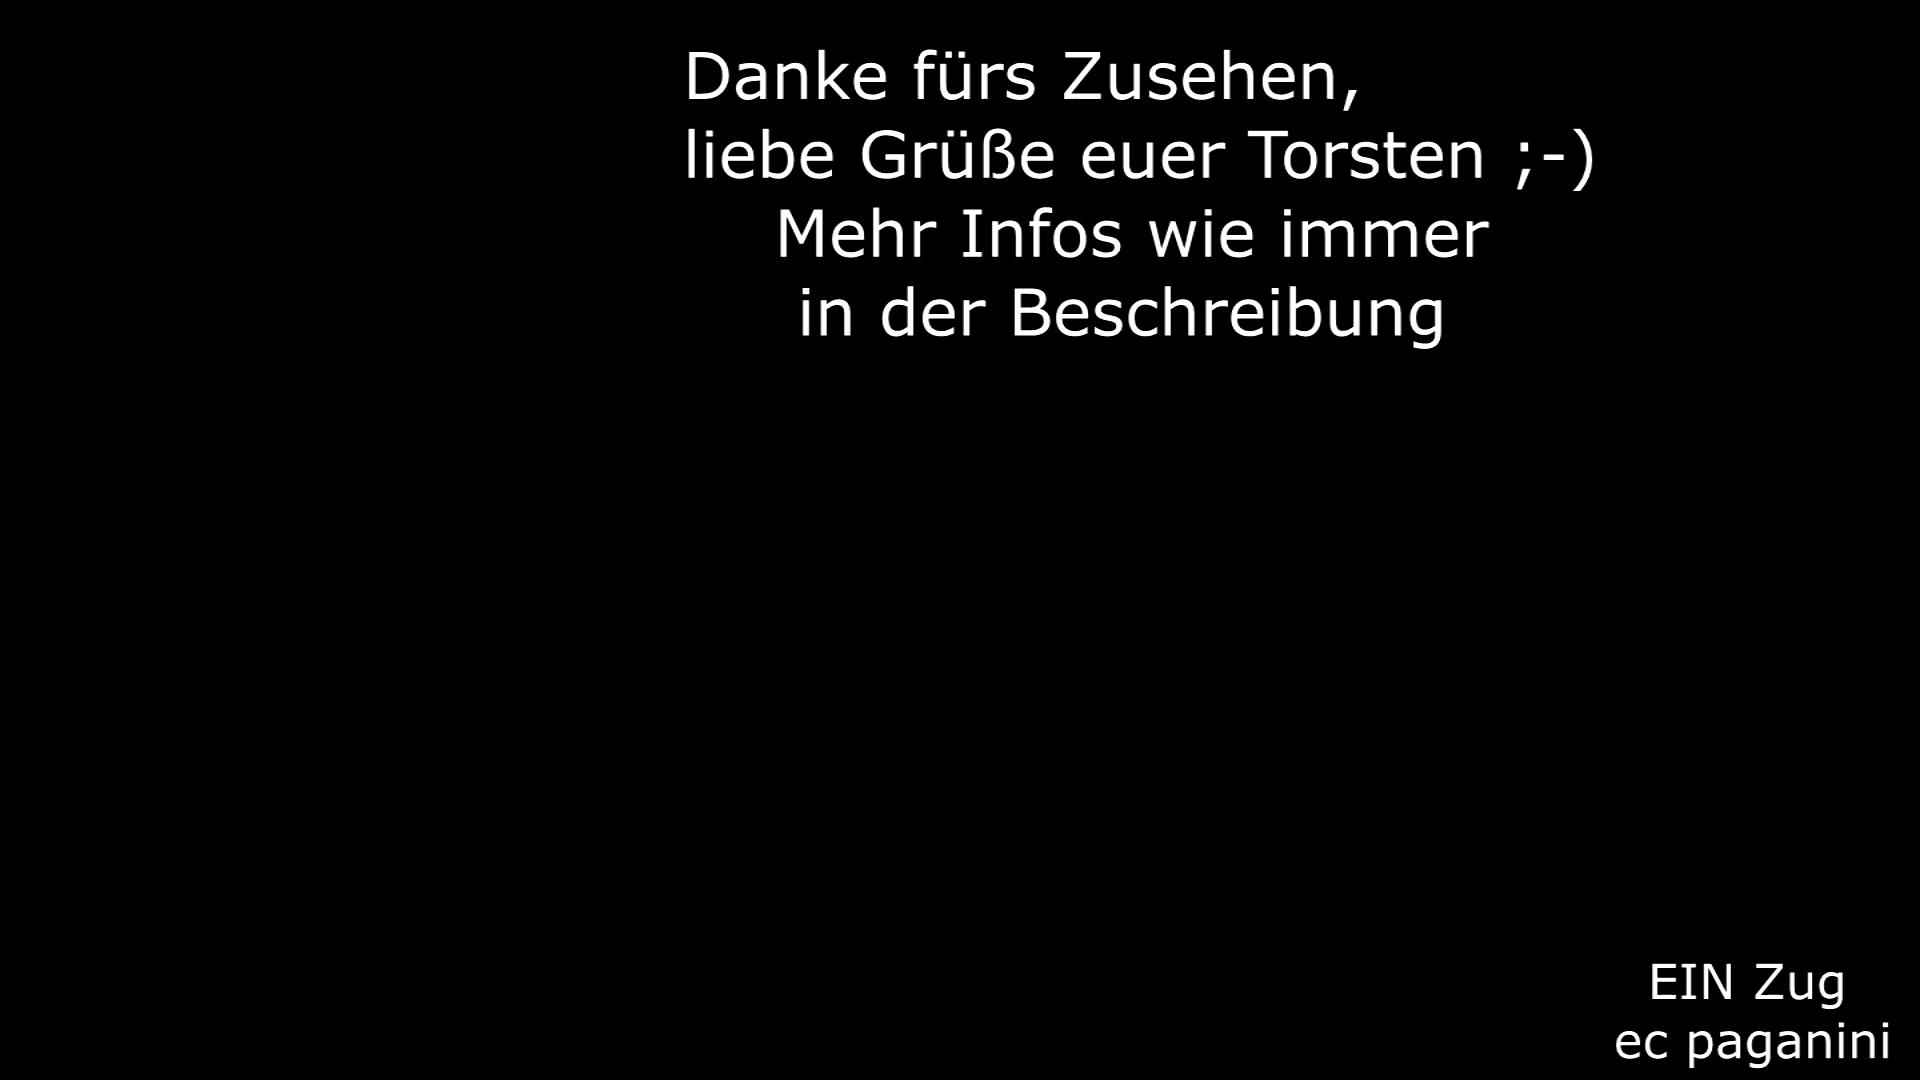 Danke fürs Zusehen,
liebe Grüße euer Torsten ;-)
Mehr Infos wie immer
in der Beschreibung
EIN Zug
ec paganini